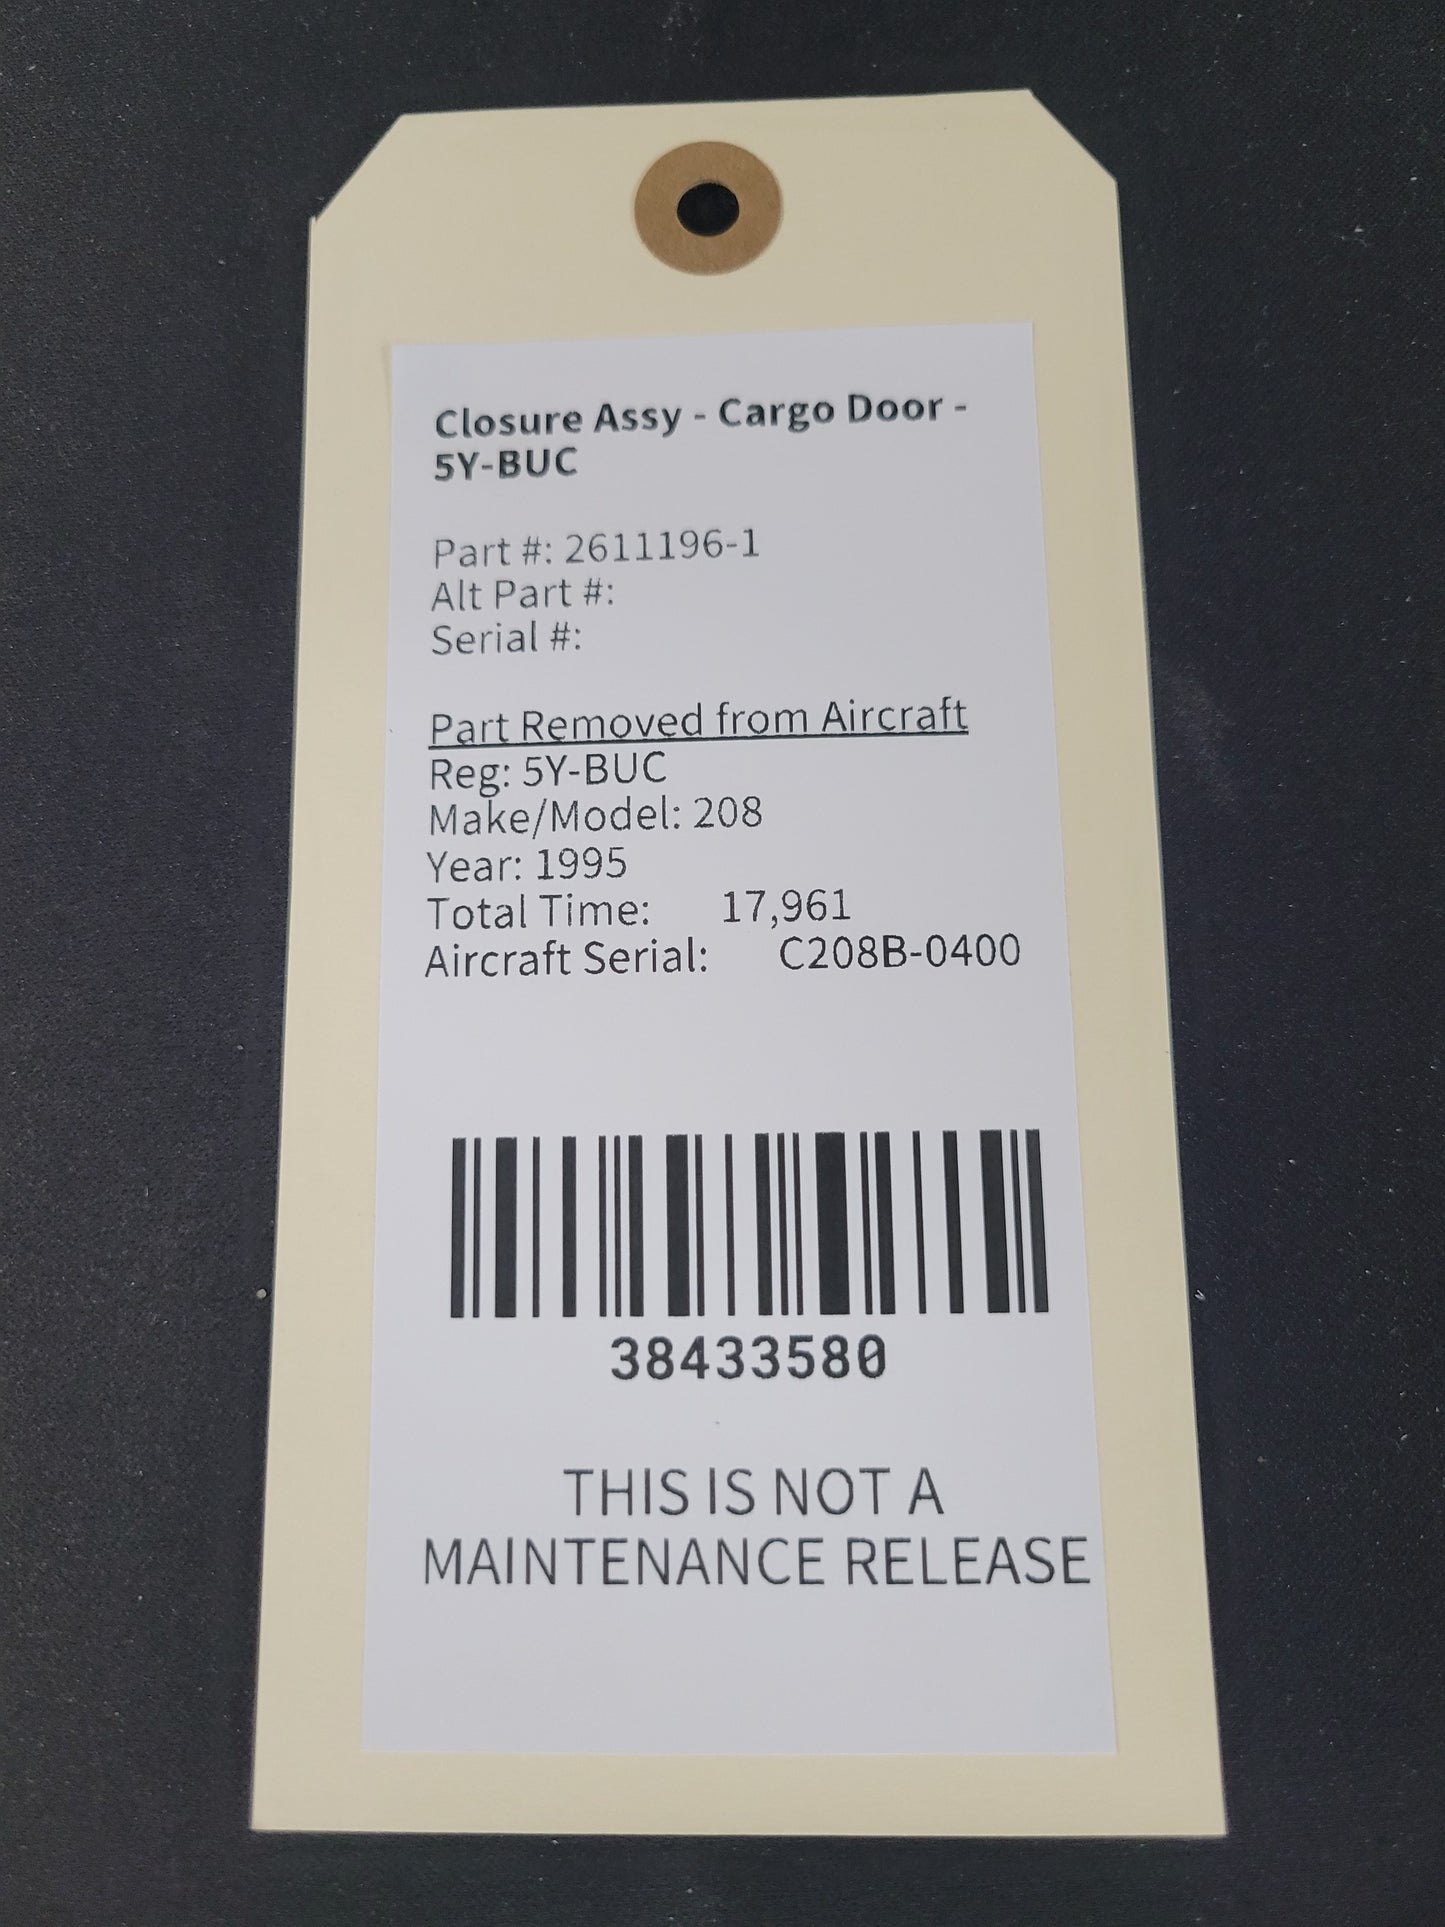 Closure Assy - Cargo Door -
5Y-BUC
Part #: 2611196-1
Alt Part #:
Serial #:
Part Removed from Aircraft
Reg: 5Y-BUC
Make/Model: 208
Year: 1995
Total Time: 17,961
Aircraft Serial: C208B-0400
38433580
THIS IS NOT A
MAINTENANCE RELEASE